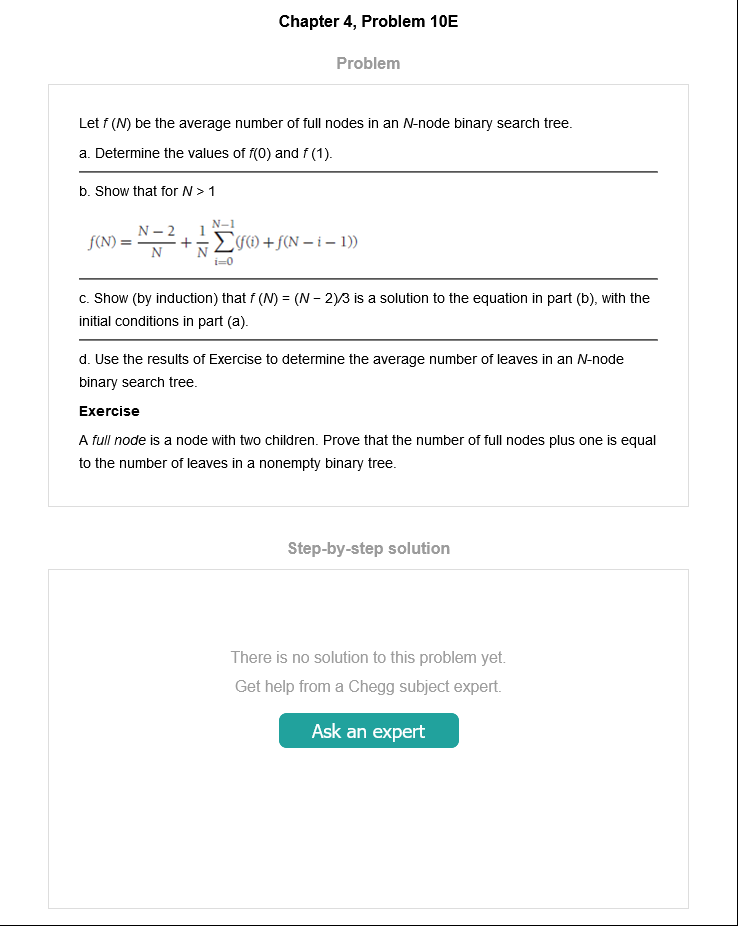 Chapter 4, Problem 10E
Problem
Let f (N) be the average number of full nodes in an N-node binary search tree.
a. Determine the values of f(0) and f (1).
b. Show that for N > 1
f(N) = \frac{N − 2}{N} + \frac{1}{N} \sum_{i=0}^{N−1} (f(i) + f(N − i − 1))
c. Show (by induction) that f (N) = (N − 2)/3 is a solution to the equation in part (b), with the
initial conditions in part (a).
d. Use the results of Exercise to determine the average number of leaves in an N-node
binary search tree.
Exercise
A full node is a node with two children. Prove that the number of full nodes plus one is equal
to the number of leaves in a nonempty binary tree.
Step-by-step solution
There is no solution to this problem yet.
Get help from a Chegg subject expert.
Ask an expert